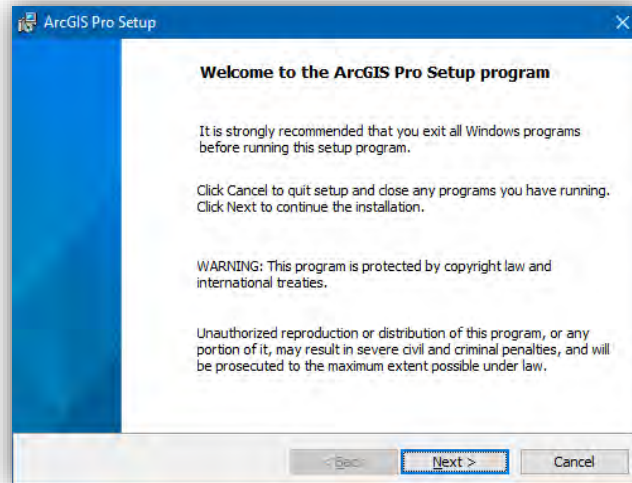 ArcGIS Pro Setup
Welcome to the ArcGIS Pro Setup program
It is strongly recommended that you exit all Windows programs
before running this setup program.
Click Cancel to quit setup and close any programs you have running.
Click Next to continue the installation.
WARNING: This program is protected by copyright law and
international treaties.
Unauthorized reproduction or distribution of this program, or any
portion of it, may result in severe civil and criminal penalties, and will
be prosecuted to the maximum extent possible under law.
< Back Next > Cancel